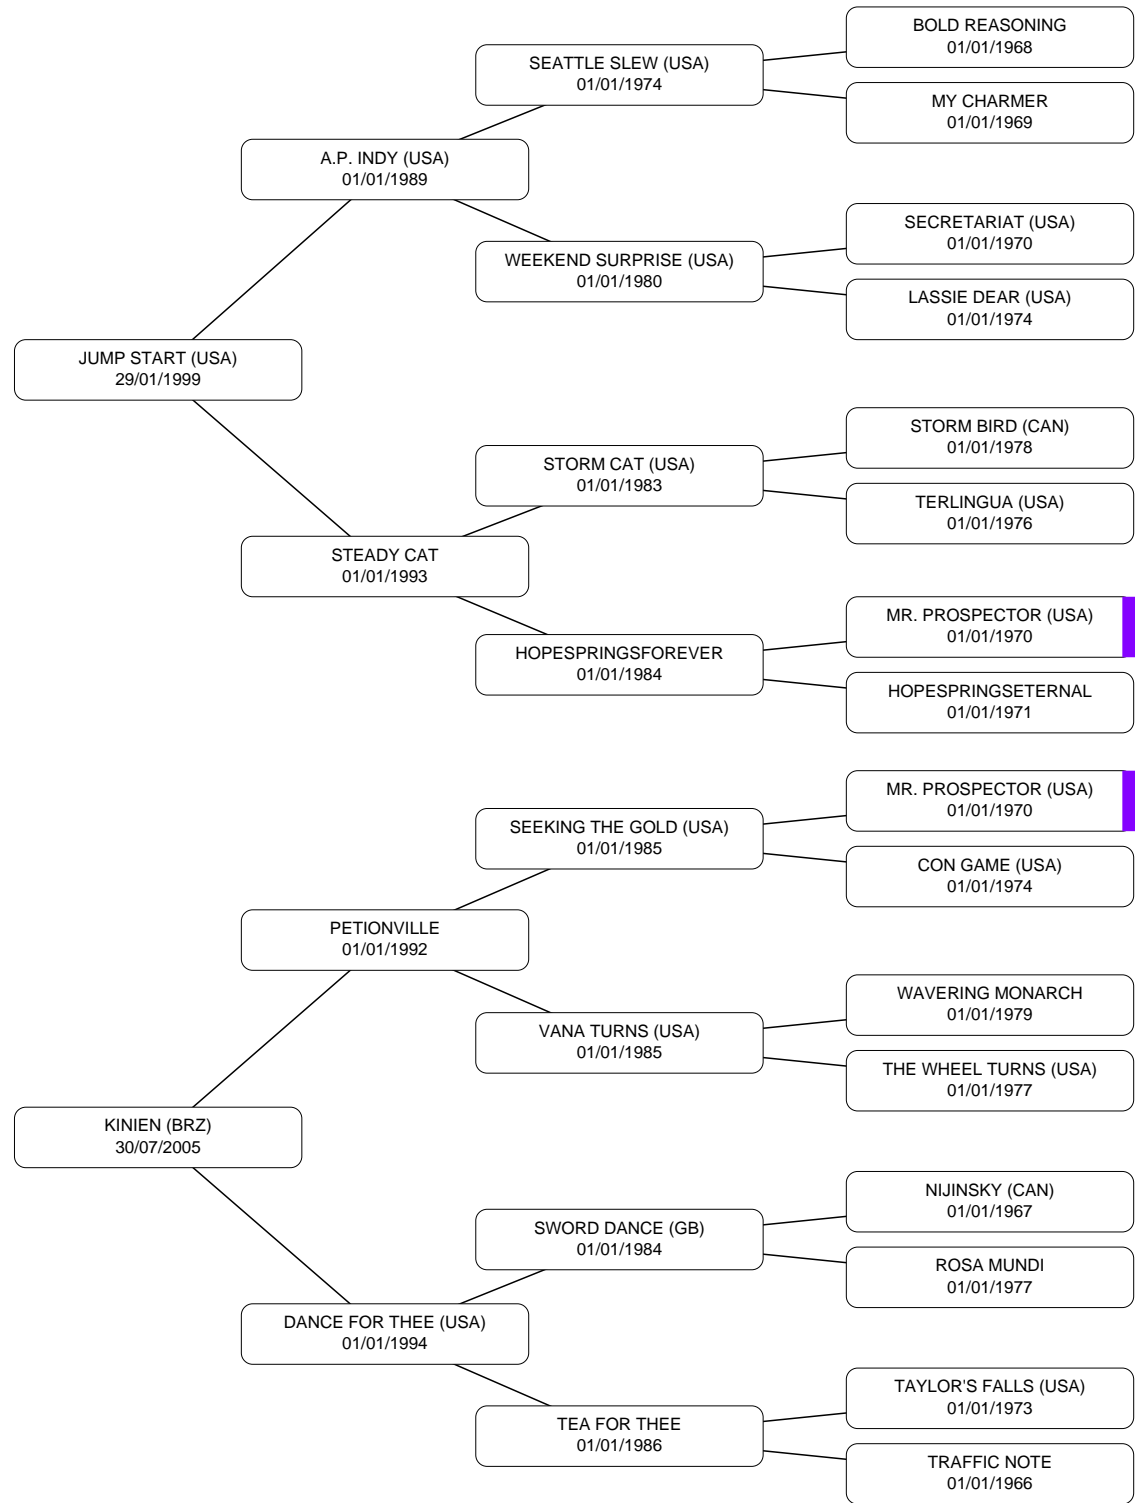 BOLD REASONING
01/01/1968
SEATTLE SLEW (USA)
01/01/1974
MY CHARMER
01/01/1969
A.P. INDY (USA)
01/01/1989
SECRETARIAT (USA)
01/01/1970
WEEKEND SURPRISE (USA)
01/01/1980
LASSIE DEAR (USA)
01/01/1974
JUMP START (USA)
29/01/1999
STORM BIRD (CAN)
01/01/1978
STORM CAT (USA)
01/01/1983
TERLINGUA (USA)
01/01/1976
STEADY CAT
01/01/1993
MR. PROSPECTOR (USA)
01/01/1970
HOPESPRINGSFOREVER
01/01/1984
HOPESPRINGSETERNAL
01/01/1971
MR. PROSPECTOR (USA)
01/01/1970
SEEKING THE GOLD (USA)
01/01/1985
CON GAME (USA)
01/01/1974
PETIONVILLE
01/01/1992
WAVERING MONARCH
01/01/1979
VANA TURNS (USA)
01/01/1985
THE WHEEL TURNS (USA)
01/01/1977
KINIEN (BRZ)
30/07/2005
NIJINSKY (CAN)
01/01/1967
SWORD DANCE (GB)
01/01/1984
ROSA MUNDI
01/01/1977
DANCE FOR THEE (USA)
01/01/1994
TAYLOR'S FALLS (USA)
01/01/1973
TEA FOR THEE
01/01/1986
TRAFFIC NOTE
01/01/1966